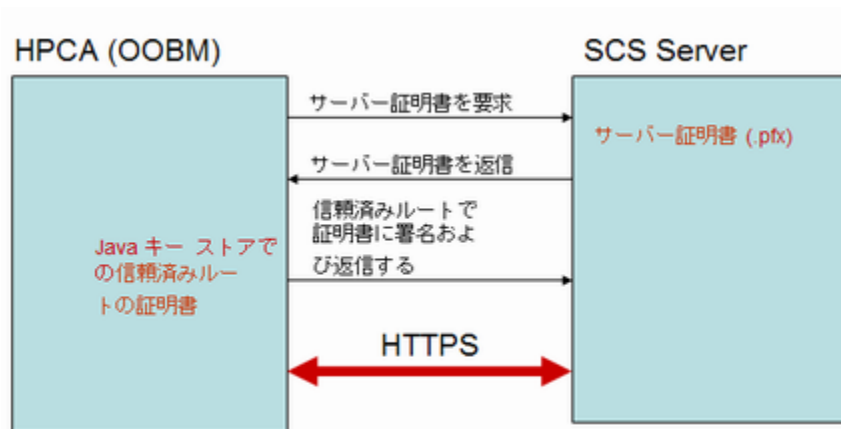 HPCA (OOBM)
SCS Server
サーバー証明書を要求
サーバー証明書 (.pfx)
サーバー証明書を返信
信頼済みルートで
証明書に署名およ
び返信する
Java キー ストアで
の信頼済みルー
トの証明書
HTTPS